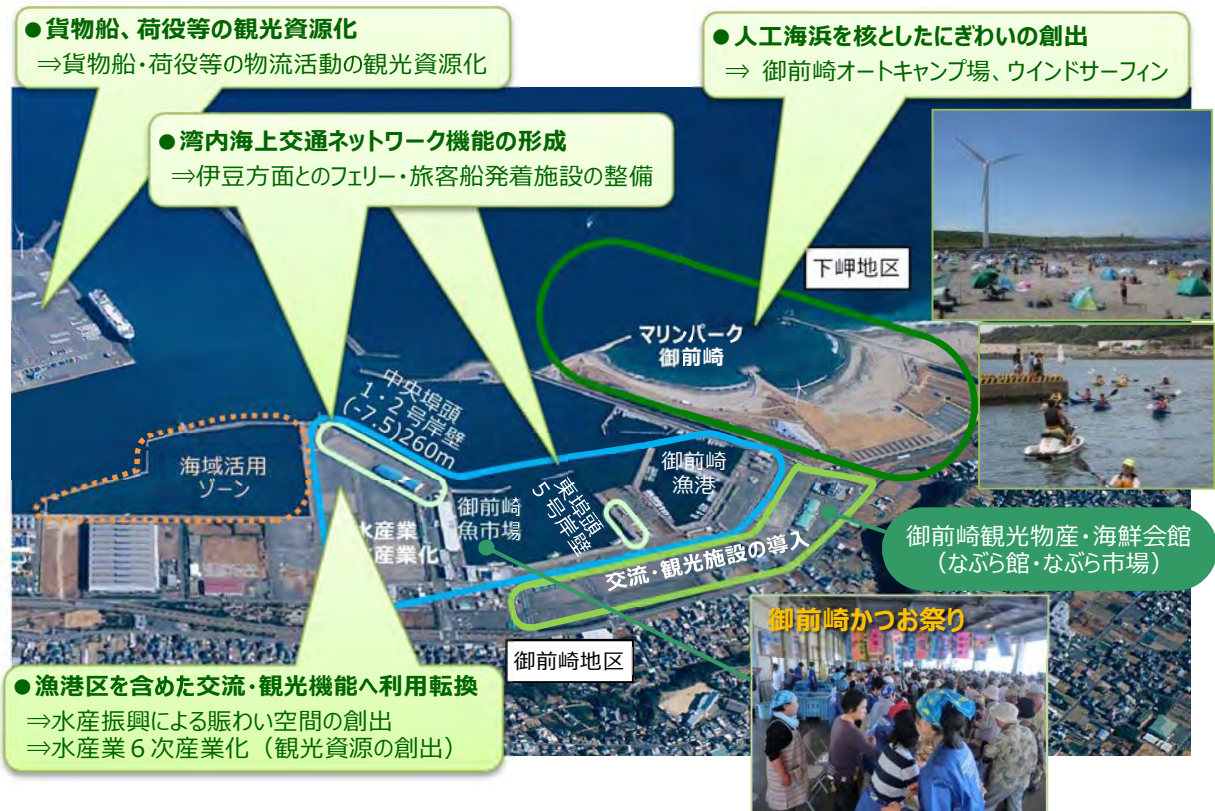 ●貨物船、荷役等の観光資源化
⇒貨物船・荷役等の物流活動の観光資源化
●人工海浜を核としたにぎわいの創出
⇒ 御前崎オートキャンプ場、ウインドサーフィン
●湾内海上交通ネットワーク機能の形成
⇒伊豆方面とのフェリー・旅客船発着施設の整備
下岬地区
マリンパーク
御前崎
中央埠頭
1・2号岸壁
(-7.5)260m
海域活用
ゾーン
御前崎
漁港
御前崎
魚市場
東埠頭
5号岸壁
水産業
産業化
交流・観光施設の導入
御前崎観光物産・海鮮会館
（なぶら館・なぶら市場）
御前崎かつお祭り
御前崎地区
●漁港区を含めた交流・観光機能へ利用転換
⇒水産振興による賑わい空間の創出
⇒水産業６次産業化（観光資源の創出）